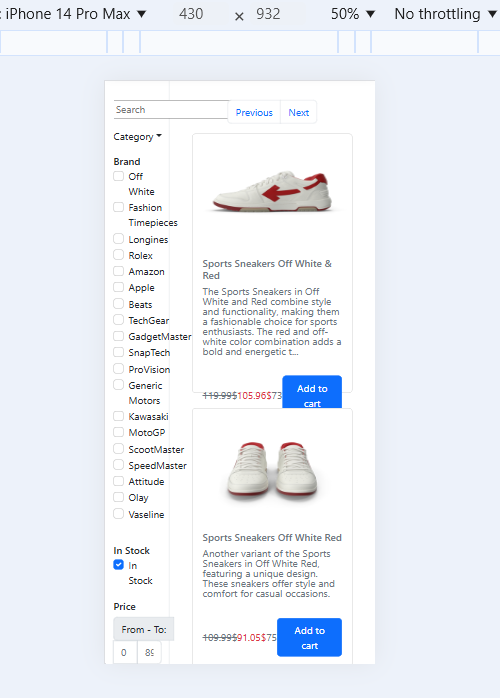 : iPhone 14 Pro Max ▼ 430 × 932 50% ▼ No throttling ▼
Search
Previous Next
Category
Brand
Off
White
Fashion
Timepieces
Longines
Rolex
Amazon
Apple
Beats
TechGear
GadgetMaster
SnapTech
ProVision
Generic
Motors
Kawasaki
MotoGP
ScootMaster
SpeedMaster
Attitude
Olay
Vaseline
In Stock
In
Stock
Price
From - To:
0 89
Sports Sneakers Off White &
Red
The Sports Sneakers in Off
White and Red combine style
and functionality, making them
a fashionable choice for sports
enthusiasts. The red and off-
white color combination adds a
bold and energetic t...
119.99$105.96$73
Add to
cart
Sports Sneakers Off White Red
Another variant of the Sports
Sneakers in Off White Red,
featuring a unique design.
These sneakers offer style and
comfort for casual occasions.
109.99$91.05$75
Add to
cart